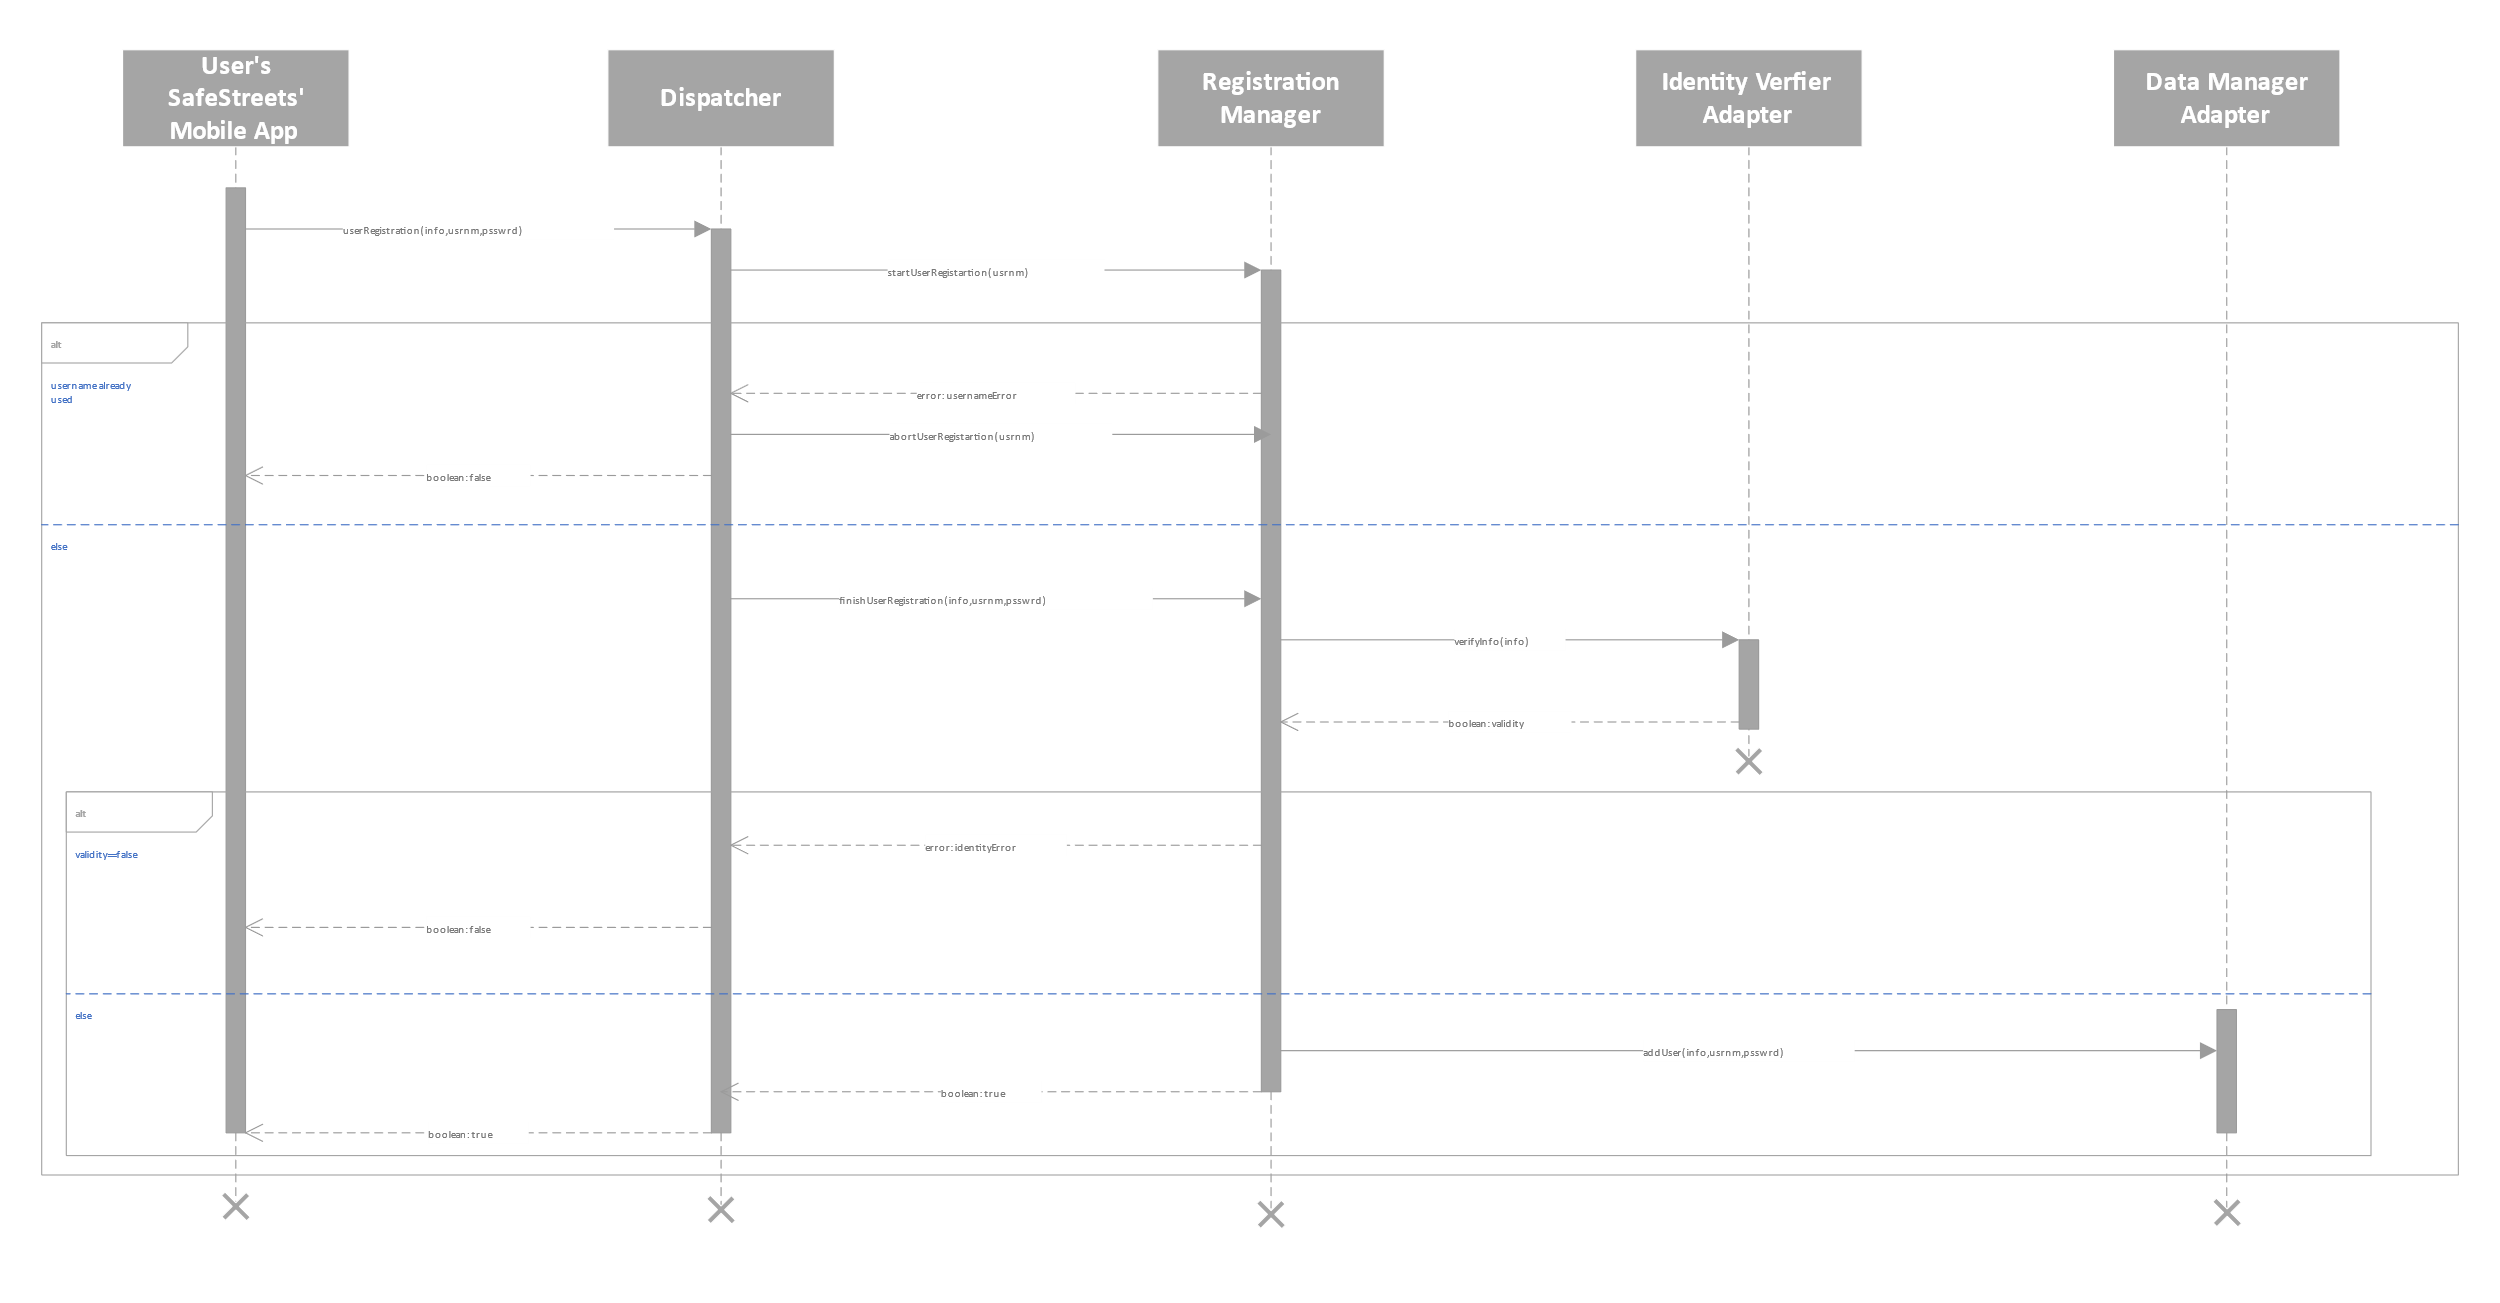 User's
SafeStreets'
Mobile App
Dispatcher
Registration
Manager
Identity Verfier
Adapter
Data Manager
Adapter
userRegistration(info,usrnm,psswrd)
startUserRegistartion(usrnm)
alt
username already
used
error:usernameError
abortUserRegistartion(usrnm)
boolean:false
else
finishUserRegistration(info,usrnm,psswrd)
verifyInfo(info)
boolean:validity
alt
error:identityError
validity==false
boolean:false
else
addUser(info,usrnm,psswrd)
boolean:true
boolean:true